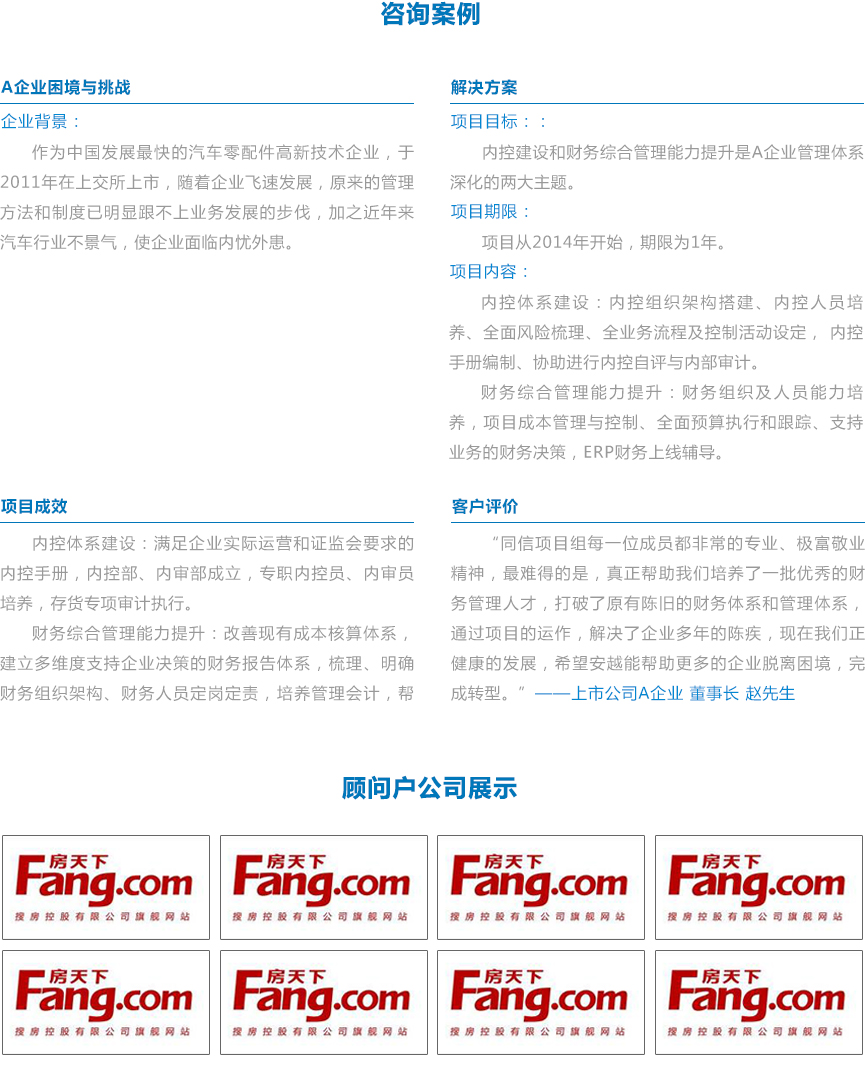 咨询案例
A企业困境与挑战
企业背景：
作为中国发展最快的汽车零配件高新技术企业，于
2011年在上交所上市，随着企业飞速发展，原来的管理
方法和制度已明显跟不上业务发展的步伐，加之近年来
汽车行业不景气，使企业面临内忧外患。
解决方案
项目目标：：
内控建设和财务综合管理能力提升是A企业管理体系
深化的两大主题。
项目期限：
项目从2014年开始，期限为1年。
项目内容：
内控体系建设：内控组织架构搭建、内控人员培
养、全面风险梳理、全业务流程及控制活动设定， 内控
手册编制、协助进行内控自评与内部审计。
财务综合管理能力提升：财务组织及人员能力培
养，项目成本管理与控制、全面预算执行和跟踪、支持
业务的财务决策，ERP财务上线辅导。
项目成效
内控体系建设：满足企业实际运营和证监会要求的
内控手册，内控部、内审部成立，专职内控员、内审员
培养，存货专项审计执行。
财务综合管理能力提升：改善现有成本核算体系，
建立多维度支持企业决策的财务报告体系，梳理、明确
财务组织架构、财务人员定岗定责，培养管理会计，帮
客户评价
“同信项目组每一位成员都非常的专业、极富敬业
精神，最难得的是，真正帮助我们培养了一批优秀的财
务管理人才，打破了原有陈旧的财务体系和管理体系，
通过项目的运作，解决了企业多年的陈疾，现在我们正
健康的发展，希望安越能帮助更多的企业脱离困境，完
成转型。”——上市公司A企业 董事长 赵先生
顾问户公司展示
房天下
Fang.com
搜房控股有限公司旗舰网站
房天下
Fang.com
搜房控股有限公司旗舰网站
房天下
Fang.com
搜房控股有限公司旗舰网站
房天下
Fang.com
搜房控股有限公司旗舰网站
房天下
Fang.com
搜房控股有限公司旗舰网站
房天下
Fang.com
搜房控股有限公司旗舰网站
房天下
Fang.com
搜房控股有限公司旗舰网站
房天下
Fang.com
搜房控股有限公司旗舰网站